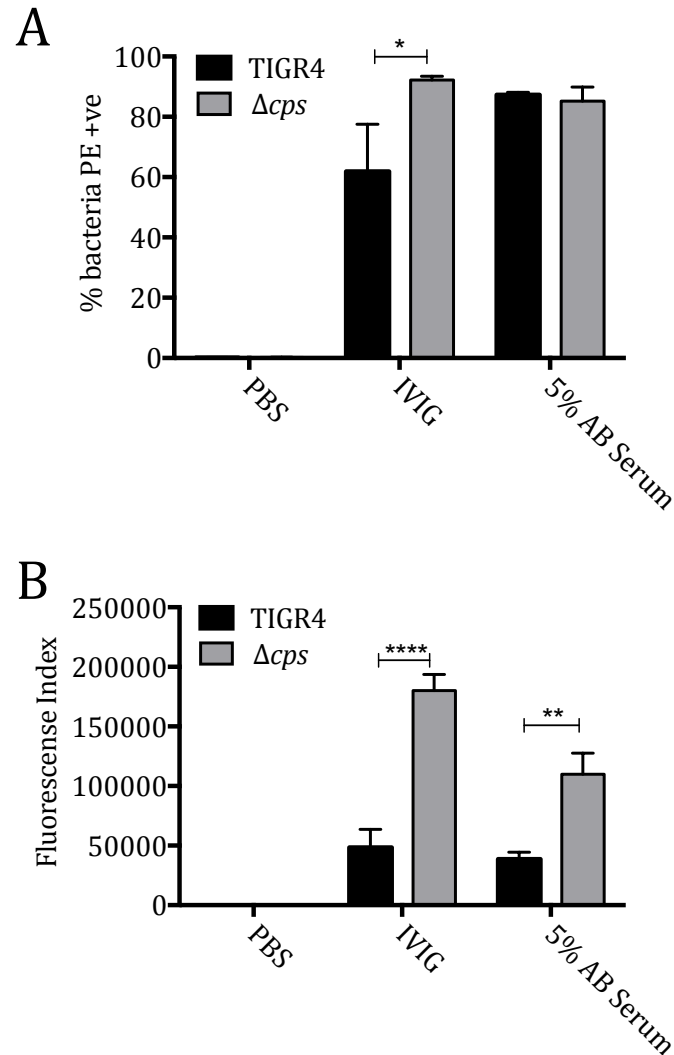 A
100
80
60
40
20
0
% bacteria PE +ve
TIGR4
Δcps
*
PBS
IVIG
5% AB Serum
B
250000
200000
150000
100000
50000
0
Fluorescense Index
TIGR4
Δcps
****
**
PBS
IVIG
5% AB Serum